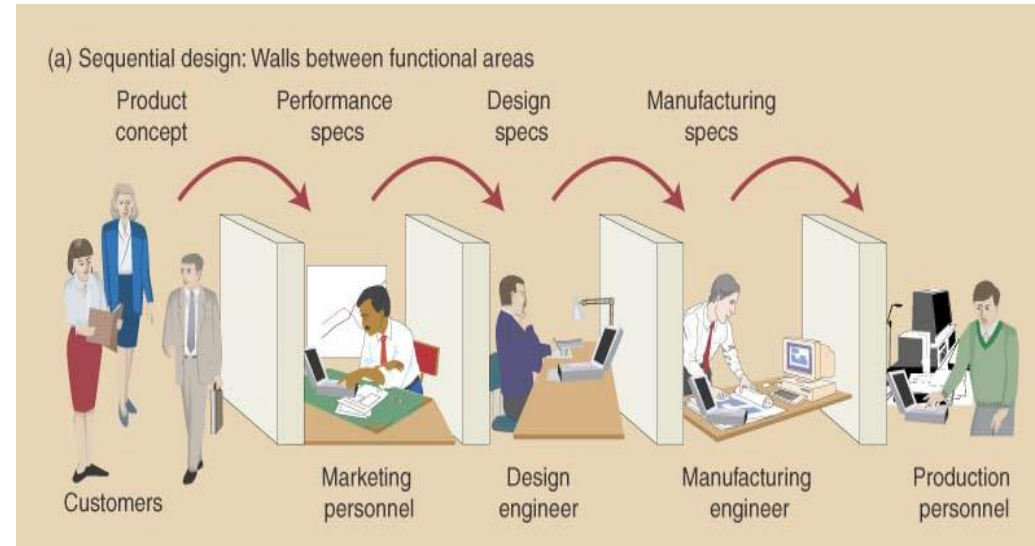 (a) Sequential design: Walls between functional areas
Product
concept
Performance
specs
Design
specs
Manufacturing
specs
Customers
Marketing
personnel
Design
engineer
Manufacturing
engineer
Production
personnel